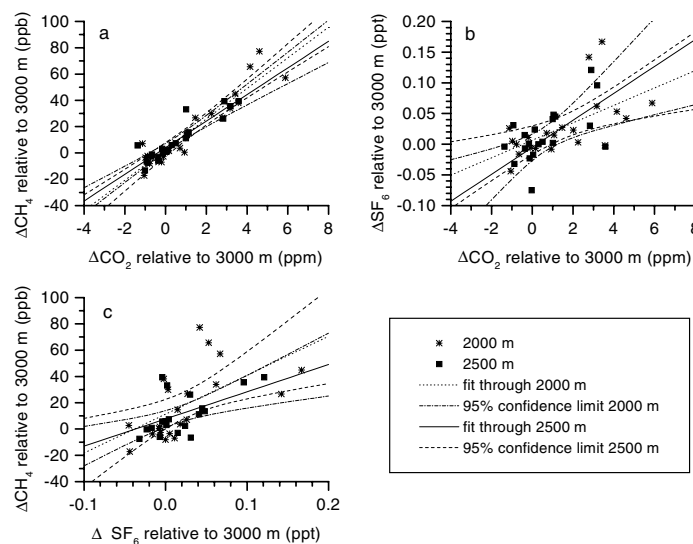 a
100
80
60
40
20
0
-20
-40
-4 -2 0 2 4 6 8
ΔCH4 relative to 3000 m (ppb)
ΔCO2 relative to 3000 m (ppm)
b
0.20
0.15
0.10
0.05
0.00
0.05
0.10
-4 -2 0 2 4 6 8
ΔSF6 relative to 3000 m (ppt)
ΔCO2 relative to 3000 m (ppm)
c
100
80
60
40
20
0
-20
-40
-0.1 0.0 0.1 0.2
ΔCH4 relative to 3000 m (ppb)
Δ SF6 relative to 3000 m (ppt)
2000 m
2500 m
fit through 2000 m
95% confidence limit 2000 m
fit through 2500 m
95% confidence limit 2500 m